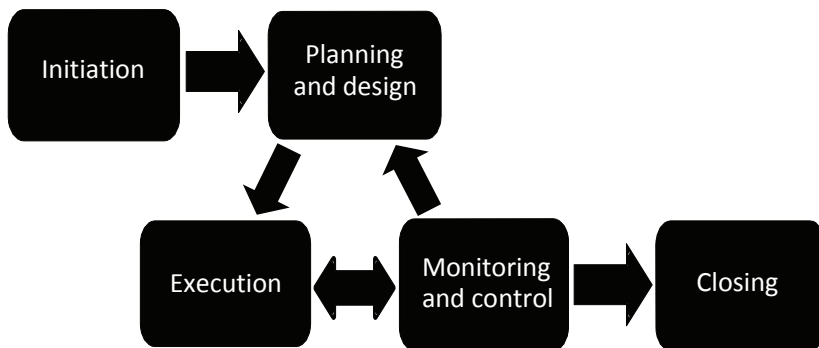 Initiation
Planning
and design
Execution
Monitoring
and control
Closing